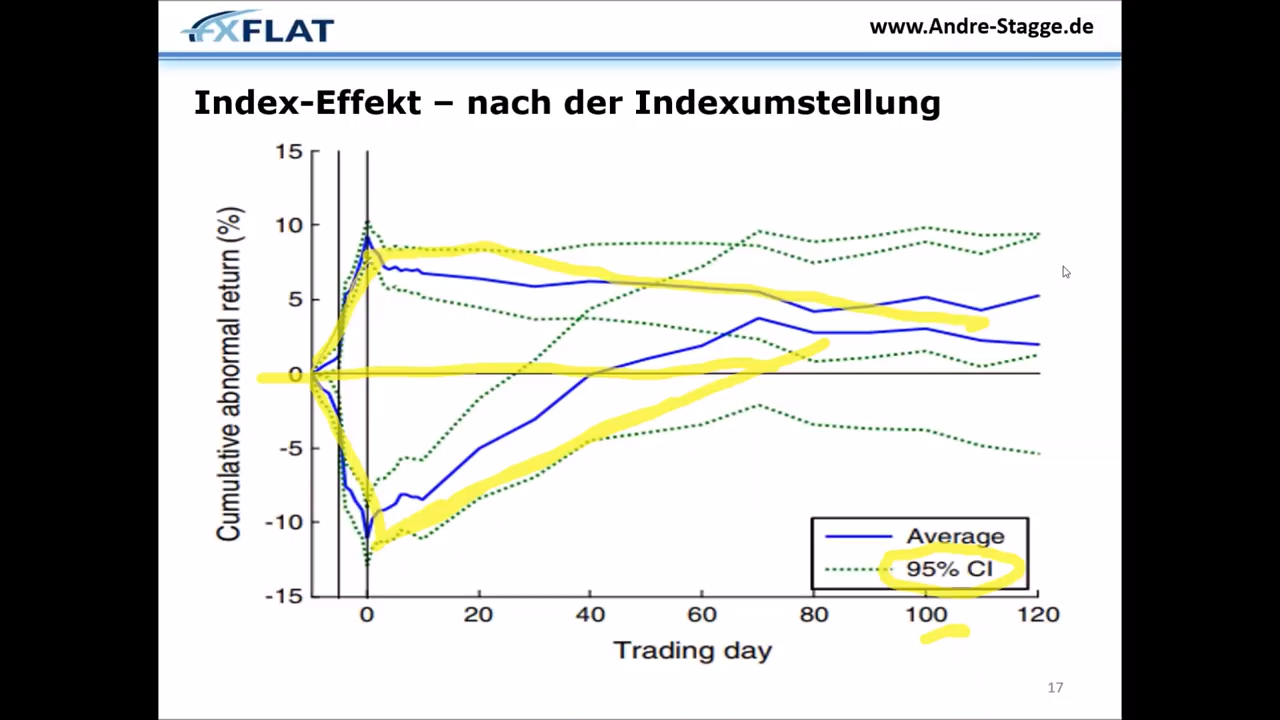 FXFLAT
www.Andre-Stagge.de
Index-Effekt – nach der Indexumstellung
Cumulative abnormal return (%)
15
10
5
0
-5
-10
-15
0 20 40 60 80 100 120
Trading day
Average
95% CI
17